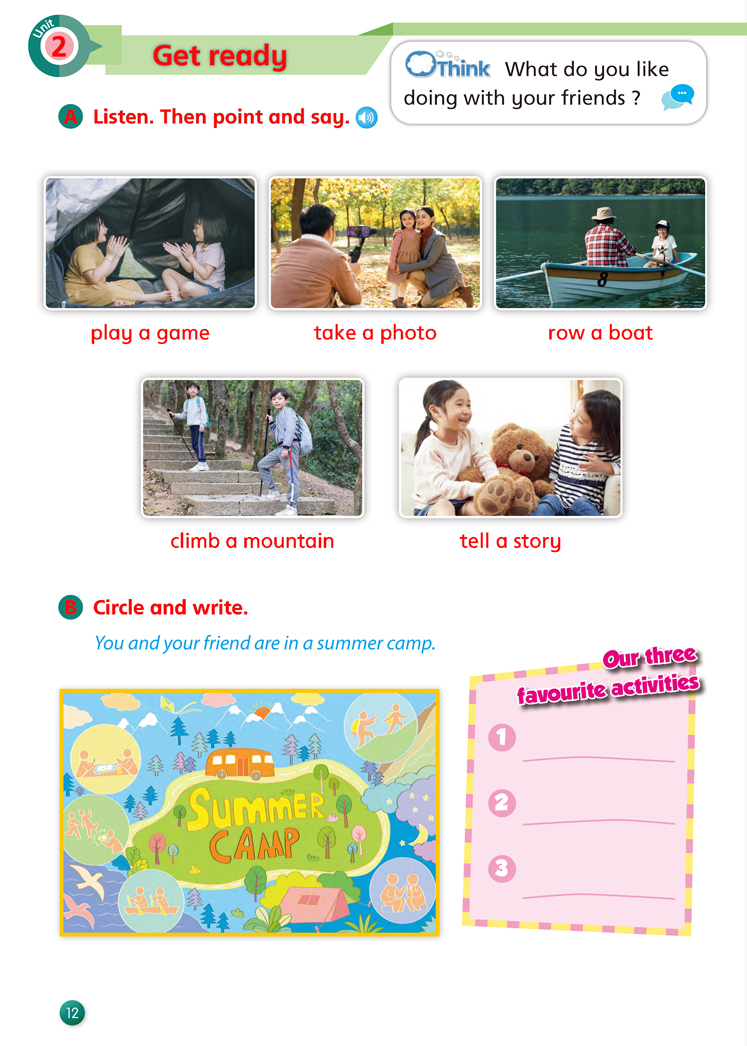 Unit
2
Get ready
Think What do you like
doing with your friends ?
A Listen. Then point and say.
8
play a game
take a photo
row a boat
climb a mountain
tell a story
B Circle and write.
You and your friend are in a summer camp.
Our three
favourite activities
1
2
3
SUMMER
CAMP
12